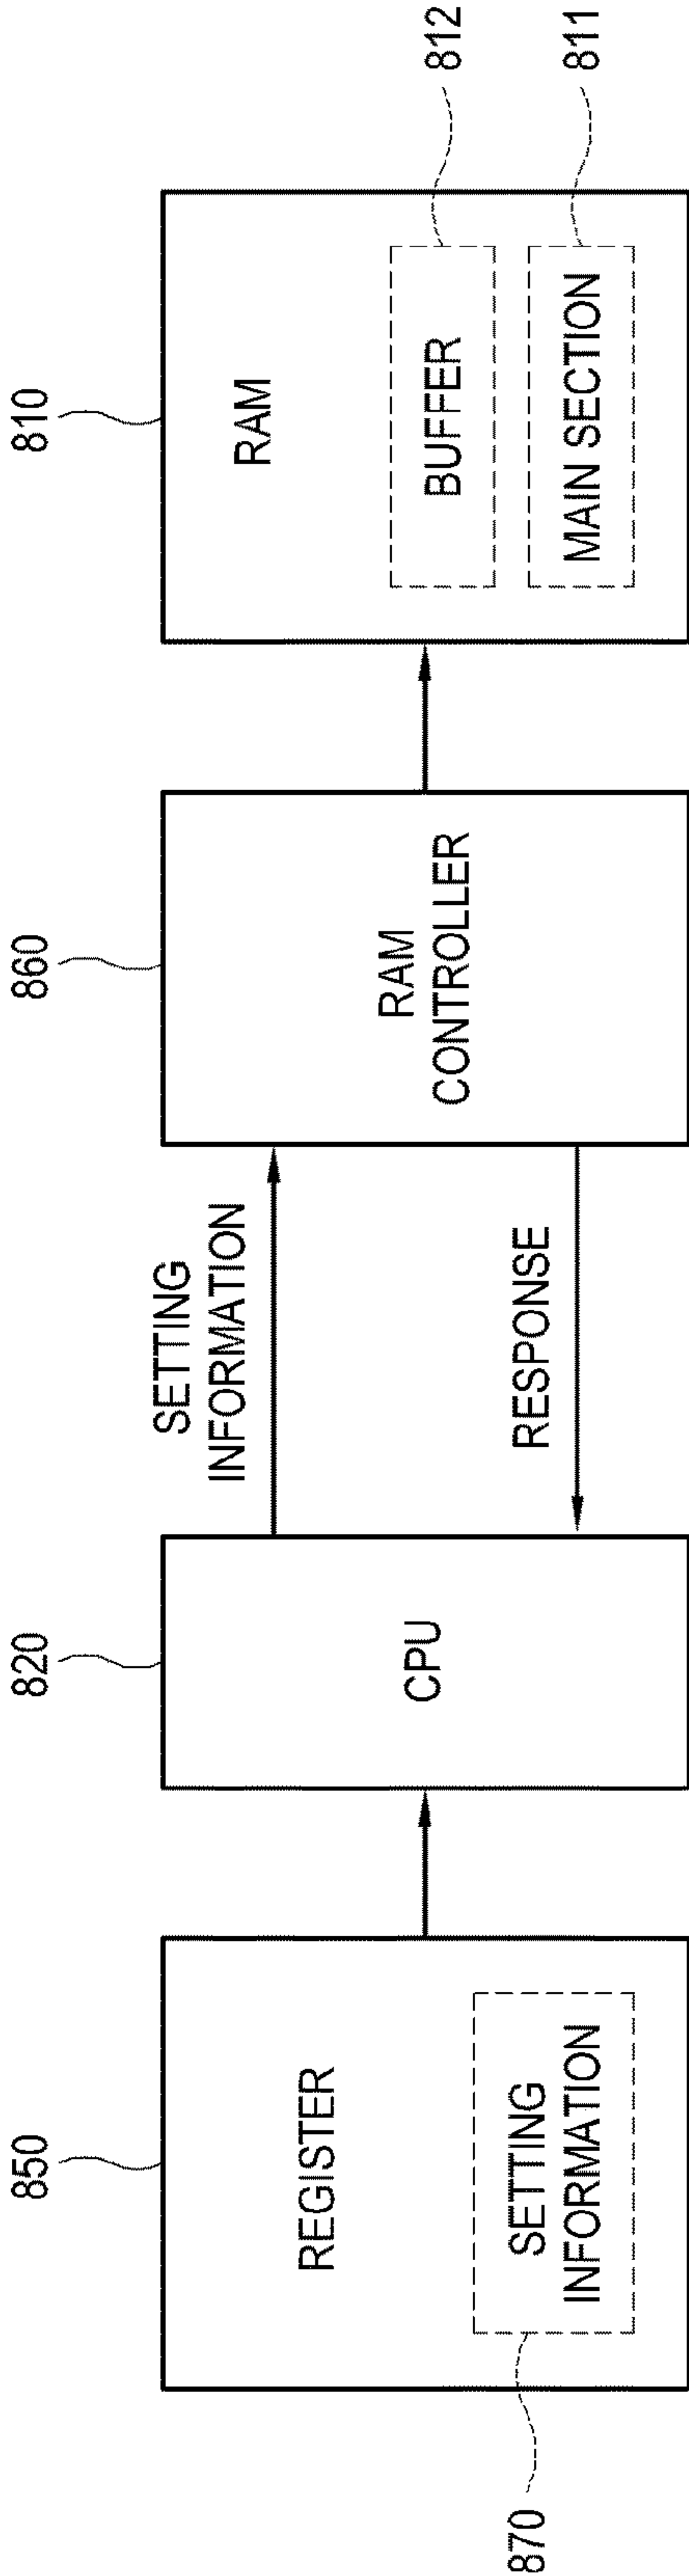 850
820
860
810
REGISTER
SETTING
INFORMATION
870
CPU
SETTING
INFORMATION
RESPONSE
RAM
CONTROLLER
RAM
BUFFER
812
MAIN SECTION
811